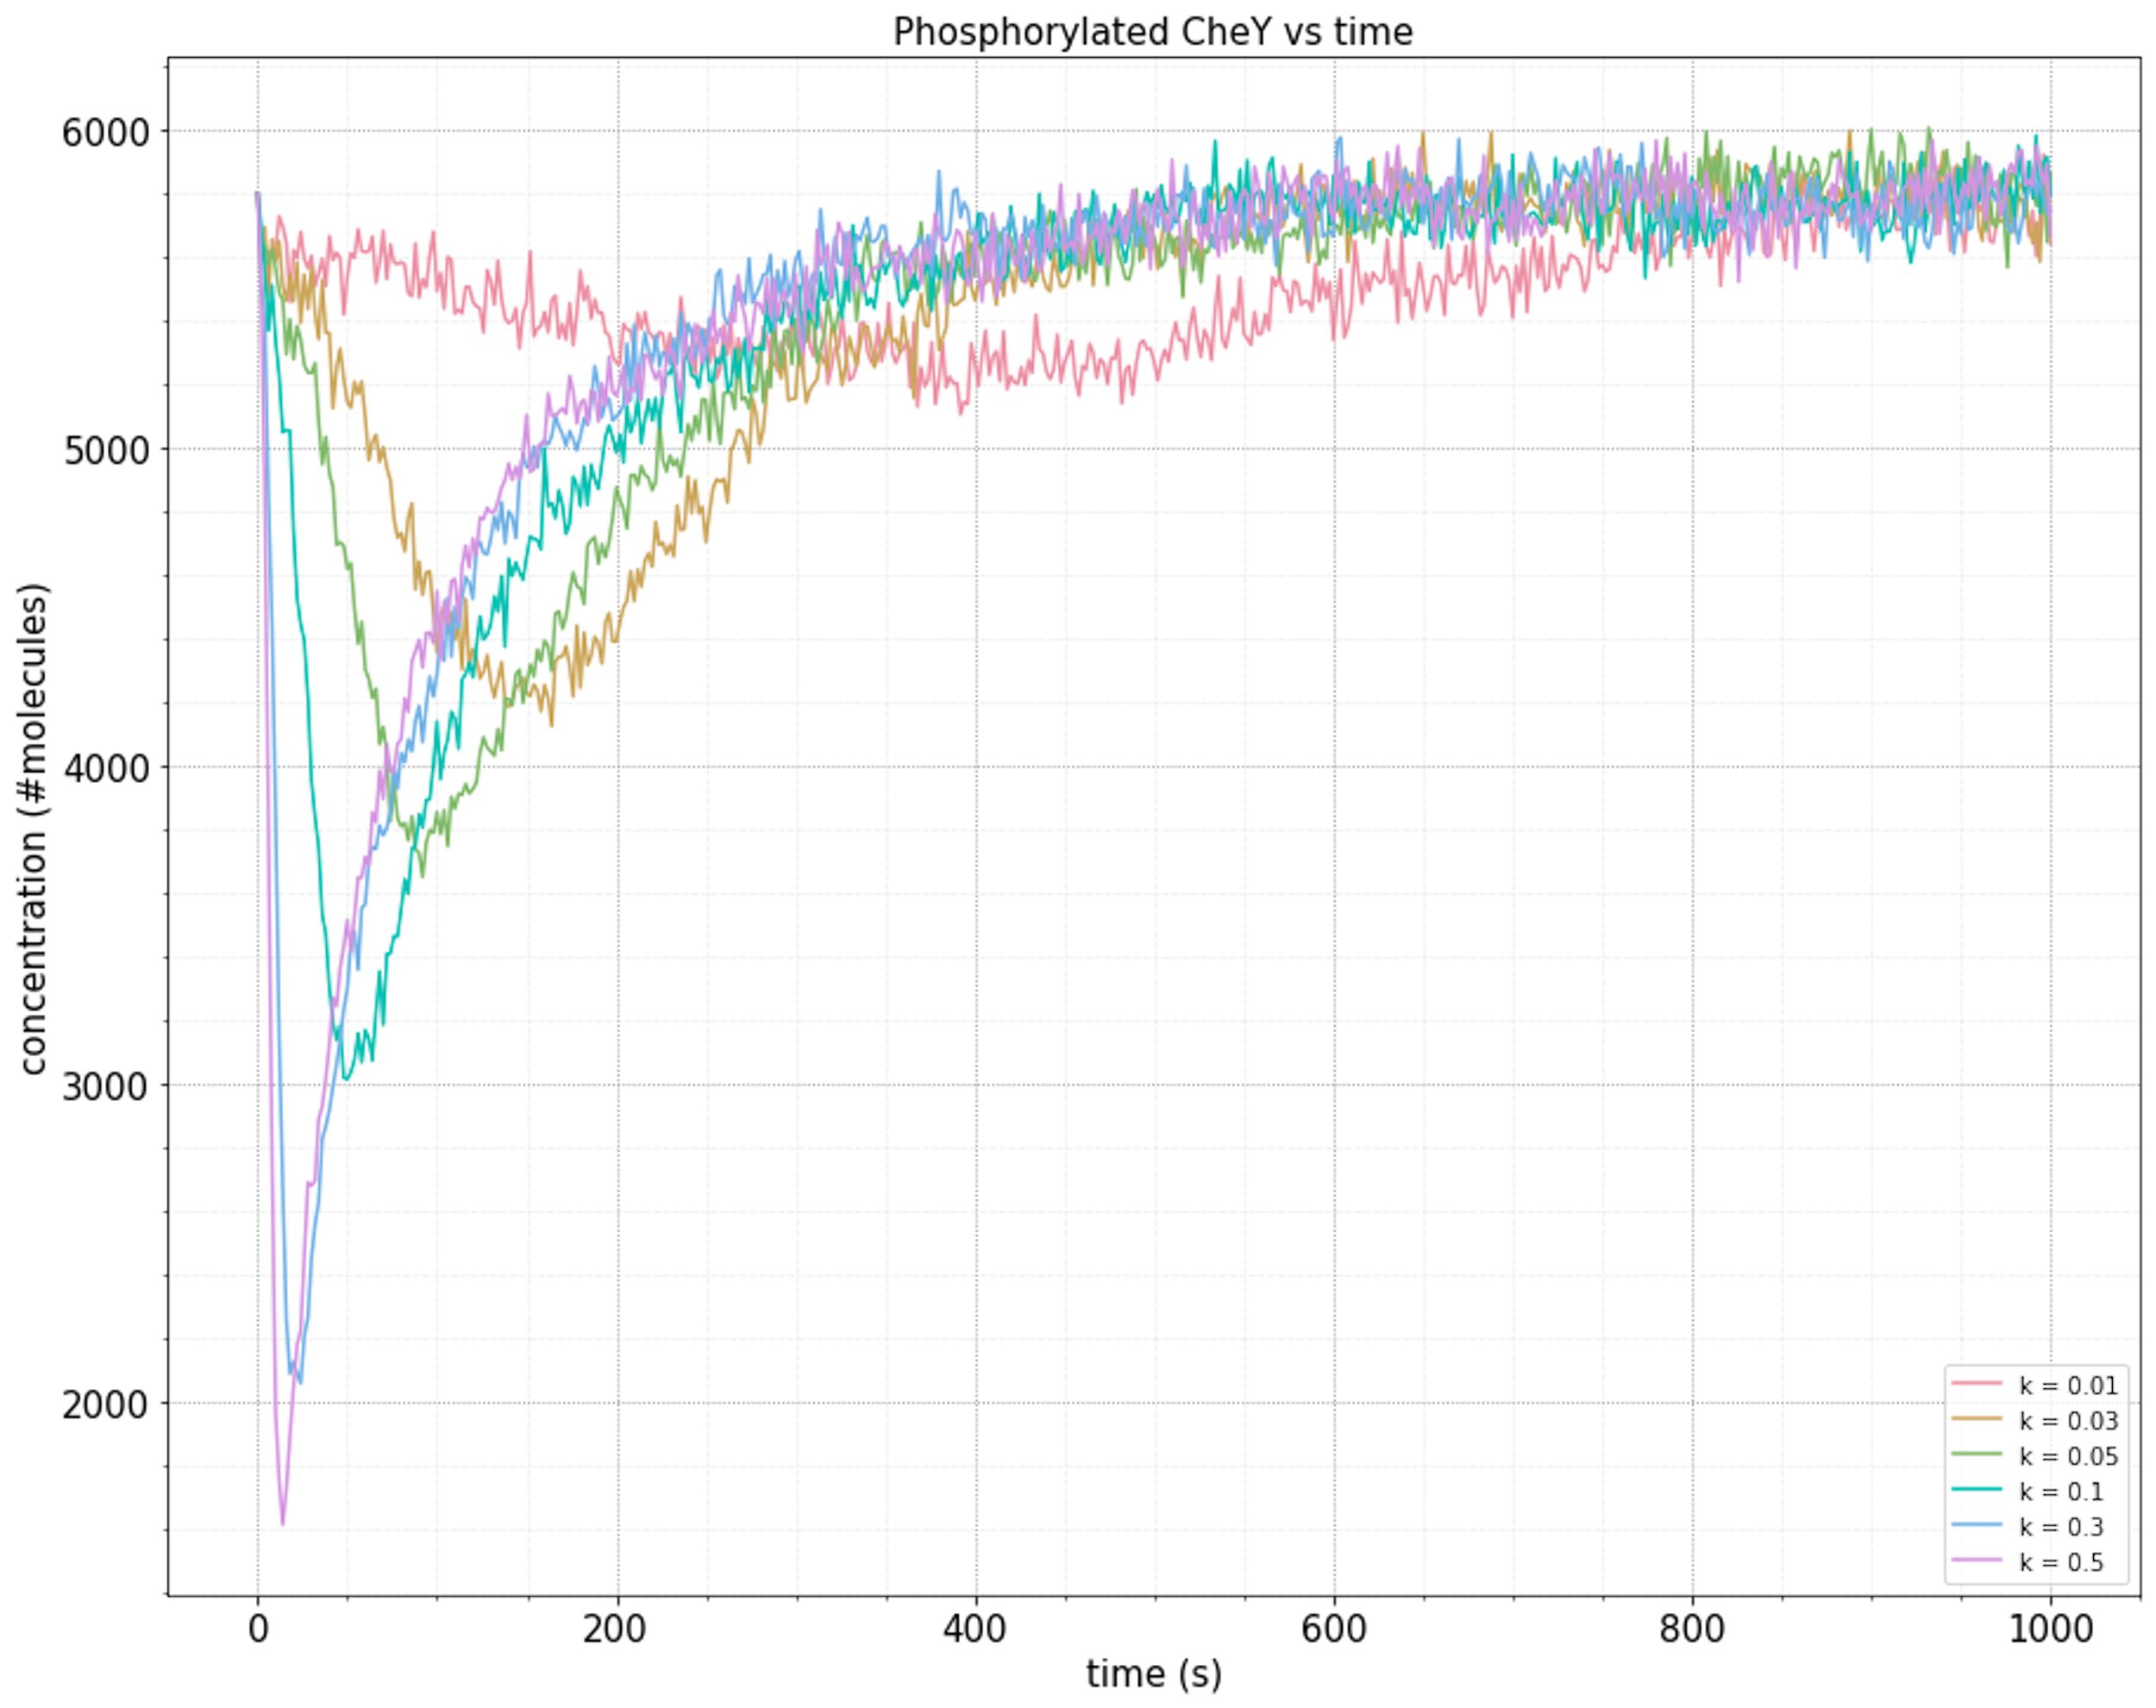 Phosphorylated CheY vs time
concentration (#molecules)
6000
5000
4000
3000
2000
0
200
400
600
800
1000
time (s)
k = 0.01
k = 0.03
k = 0.05
k = 0.1
k = 0.3
k = 0.5